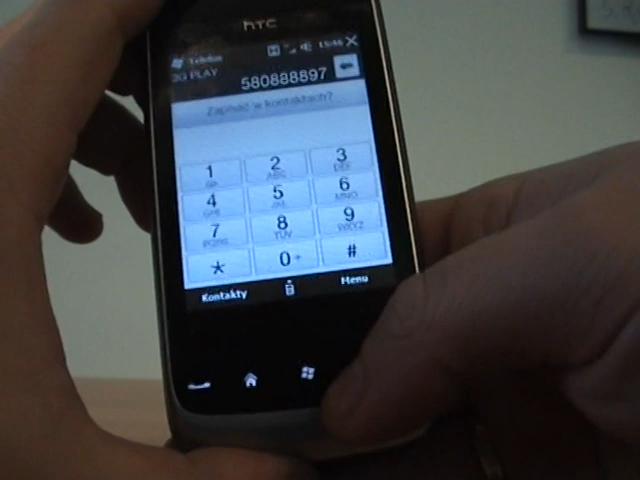 hTC
Telefon 15:46
3G PLAY
580888897
Zapisać w kontaktach?
1 2 ABC 3 DEF
4 GHI 5 JKL 6 MNO
7 PQRS 8 TUV 9 WXYZ
* 0 + #
Kontakty Menu